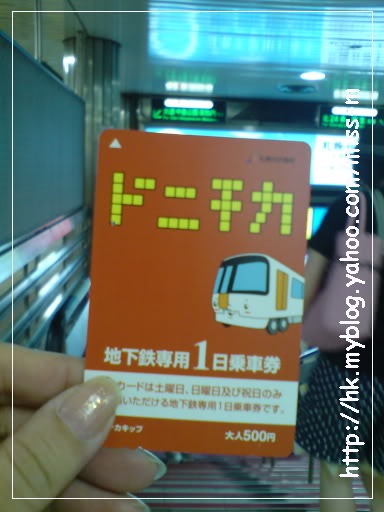 ドニチカ
地下鉄専用1日乗車券
カードは土曜日、日曜日及び祝日のみ
いただける地下鉄専用1日乗車券です。
カキップ
大人500円
http://hk.myblog.yahoo.com/miss